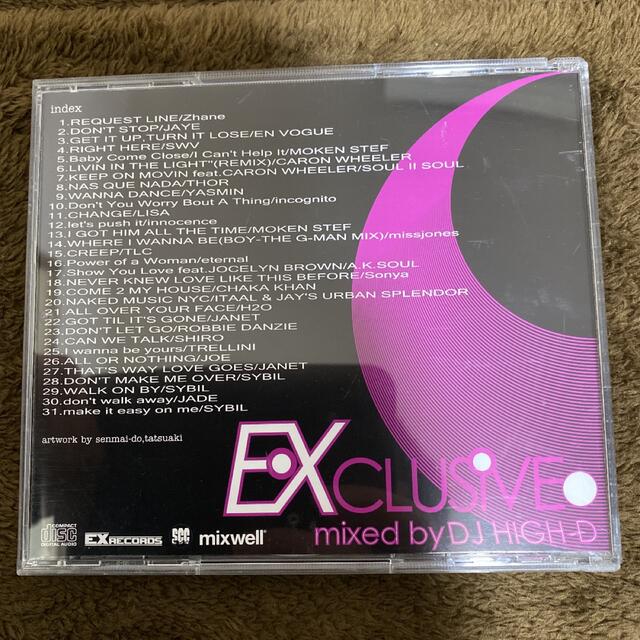 index
1.REQUEST LINE/Zhane
2.DON'T STOP/JAYE
3.GET IT UP,TURN IT LOSE/EN VOGUE
4.RIGHT HERE/SWV
5.Baby Come Close/I Can't Help It/MOKEN STEF
6.LIVIN IN THE LIGHT"(REMIX)/CARON WHEELER
7.KEEP ON MOVIN feat.CARON WHEELER/SOUL II SOUL
8.NAS QUE NADA/THOR
9.WANNA DANCE/YASMIN
10.Don't You Worry Bout A Thing/incognito
11.CHANGE/LISA
12.let's push it/innocence
13.I GOT HIM ALL THE TIME/MOKEN STEF
14.WHERE I WANNA BE(BOY-THE G-MAN MIX)/missjones
15.CREEP/TLC
16.Power of a Woman/eternal
17.Show You Love feat.JOCELYN BROWN/A.K.SOUL
18.NEVER KNEW LOVE LIKE THIS BEFORE/Sonya
19.COME 2 MY HOUSE/CHAKA KHAN
20.NAKED MUSIC NYC/ITAAL & JAY'S URBAN SPLENDOR
21.ALL OVER YOUR FACE/H2O
22.GOT TIL IT'S GONE/JANET
23.DON'T LET GO/ROBBIE DANZIE
24.CAN WE TALK/SHIRO
25.I wanna be yours/TRELLINI
26.ALL OR NOTHING/JOE
27.THAT'S WAY LOVE GOES/JANET
28.DON'T MAKE ME OVER/SYBIL
29.WALK ON BY/SYBIL
30.don't walk away/JADE
31.make it easy on me/SYBIL
artwork by senmai-do,tatsuaki
EXCLUSiVE
mixed by DJ HIGH-D
COMPACT
disc
DIGITAL AUDIO
EX RECORDS
SCC
mixwell